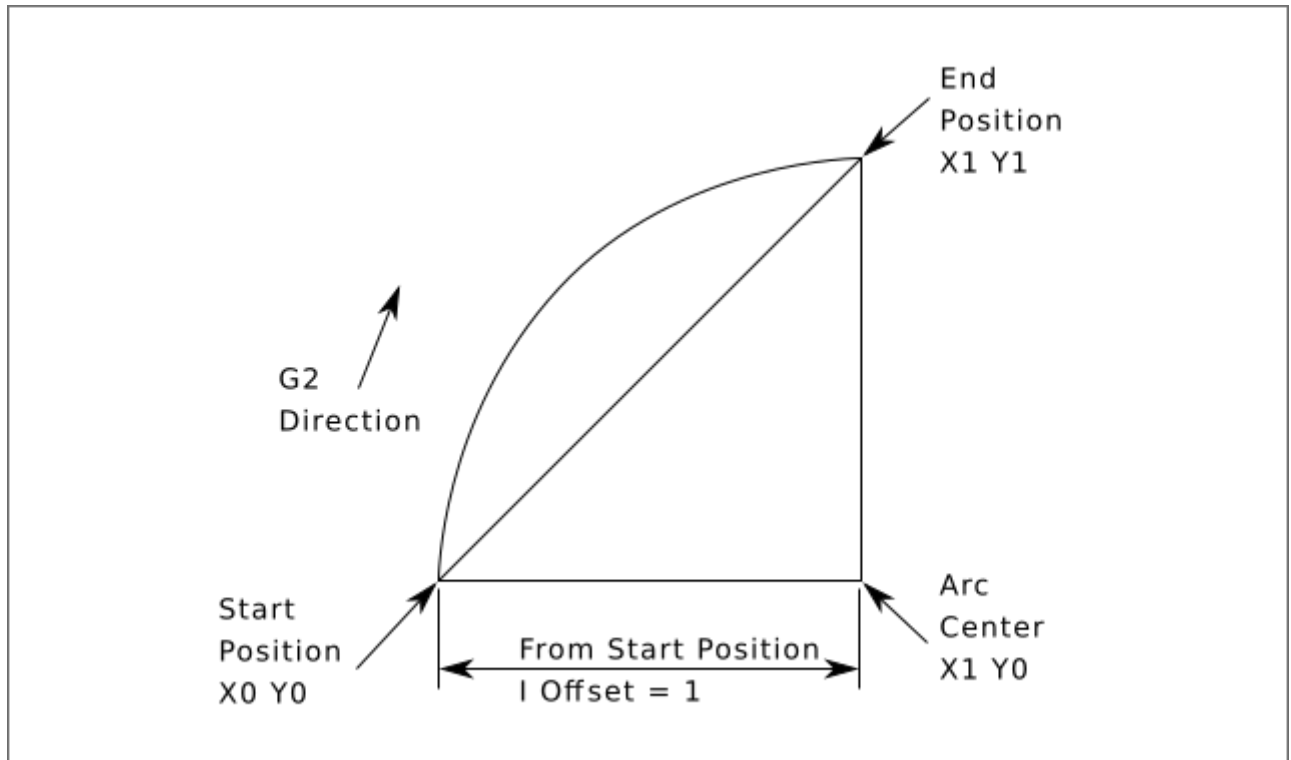 End
Position
X1 Y1
G2
Direction
Start
Position
X0 Y0
From Start Position
I Offset = 1
Arc
Center
X1 Y0